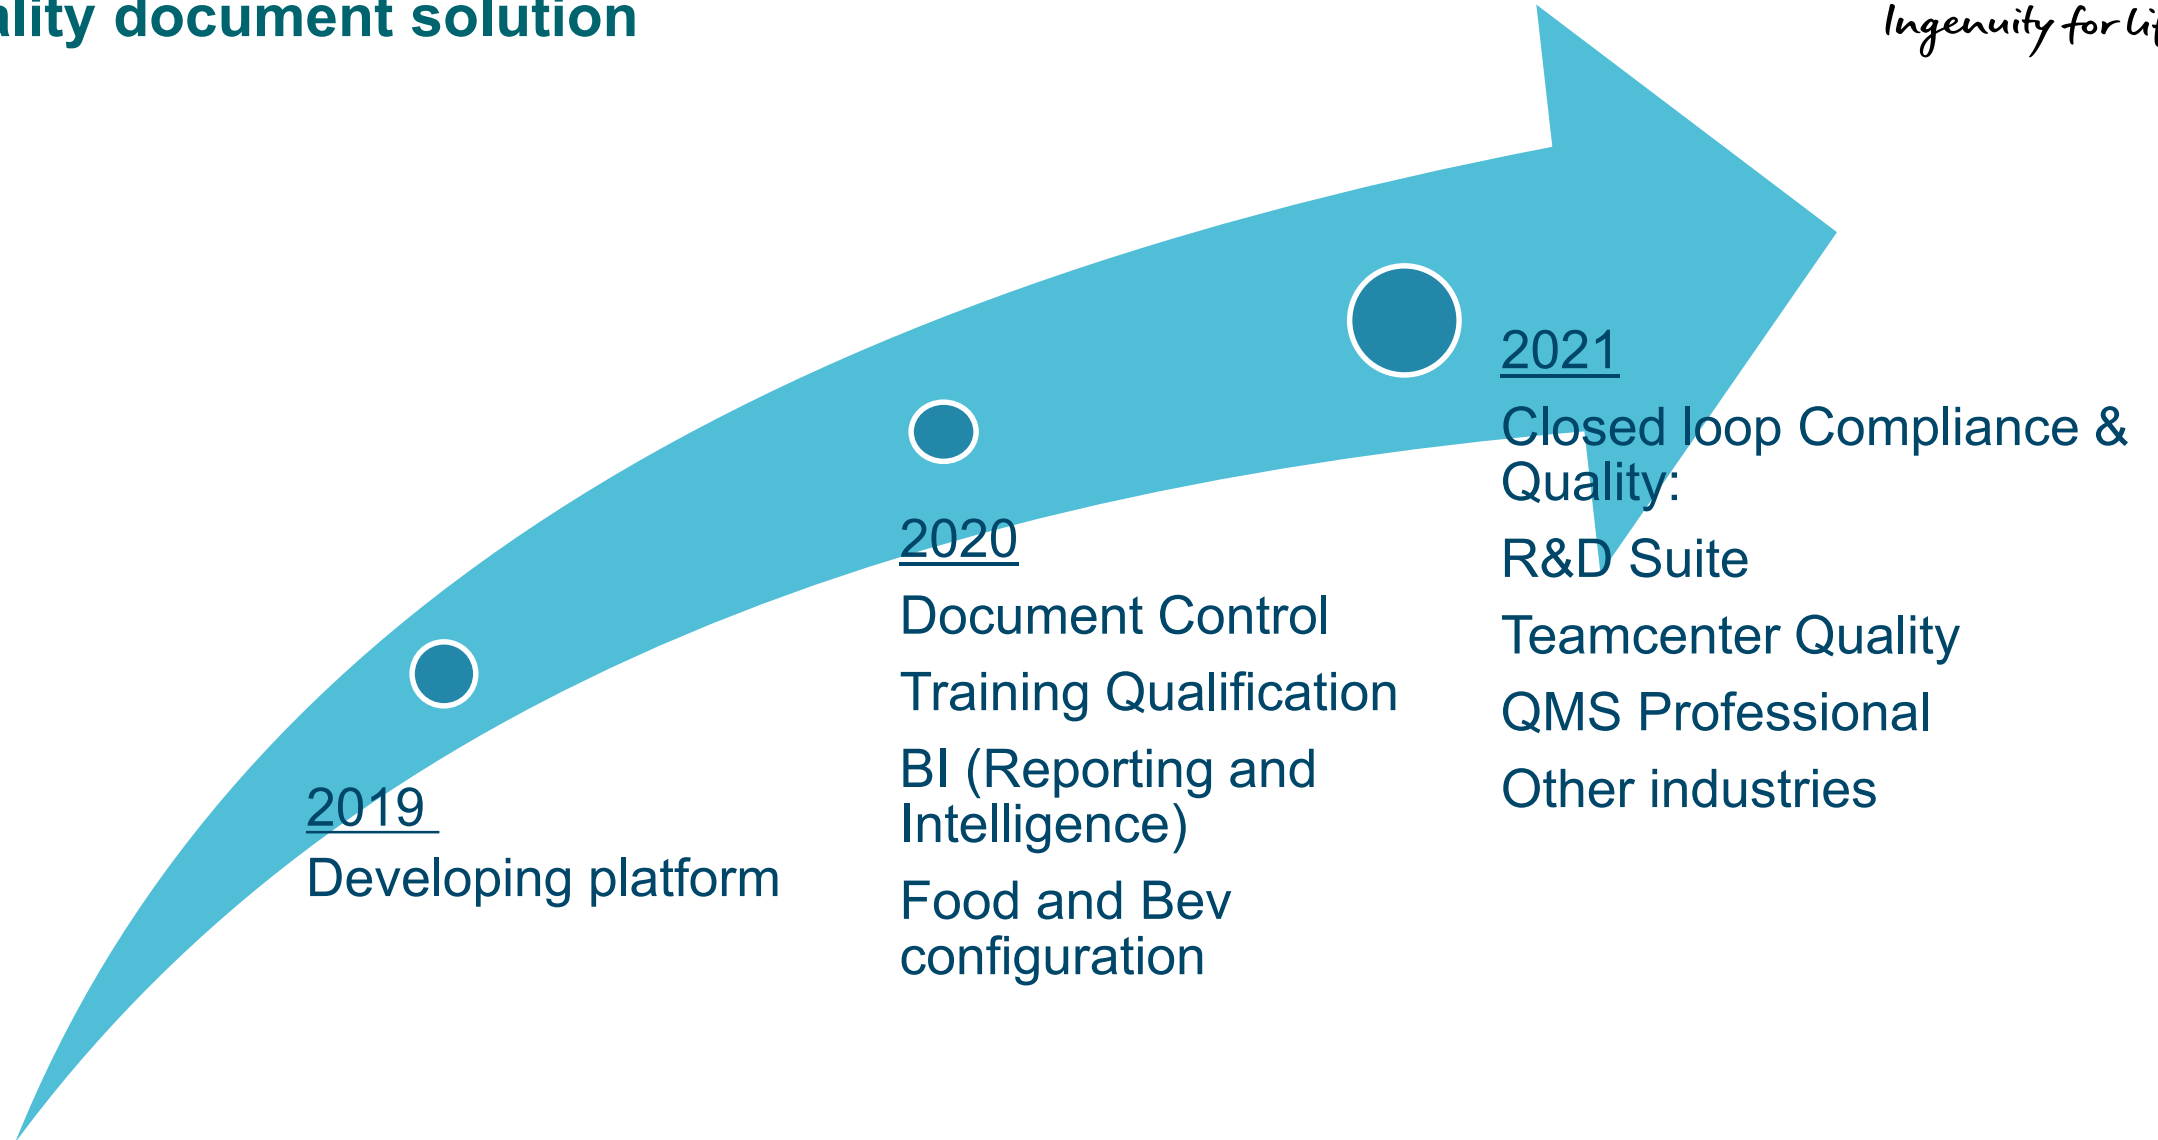 ality document solution
Ingenuity for lif
2019
Developing platform
2020
Document Control
Training Qualification
BI (Reporting and
Intelligence)
Food and Bev
configuration
2021
Closed loop Compliance &
Quality:
R&D Suite
Teamcenter Quality
QMS Professional
Other industries